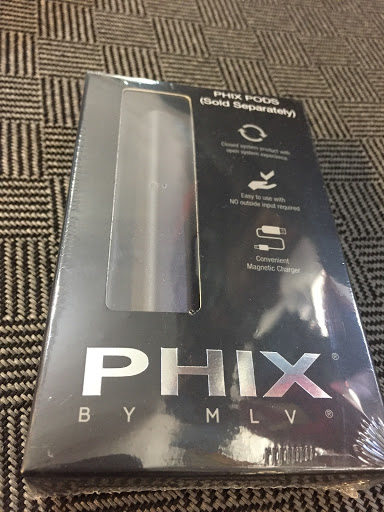 PHIX PODS
(Sold Separately)
Closed system product with
open system experience.
Easy to use with
NO outside input required
Convenient
Magnetic Charger
PHIX®
BY MLV®